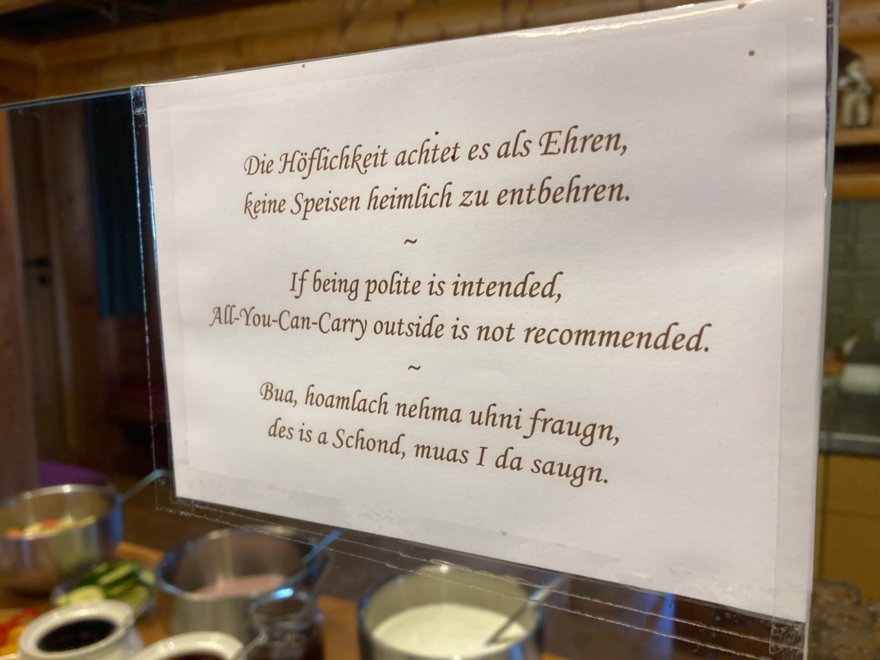 Die Höflichkeit achtet es als Ehren,
keine Speisen heimlich zu entbehren.
~
If being polite is intended,
All-You-Can-Carry outside is not recommended.
~
Bua, hoamlach nehma uhni fraugn,
des is a Schond, muas I da saugn.